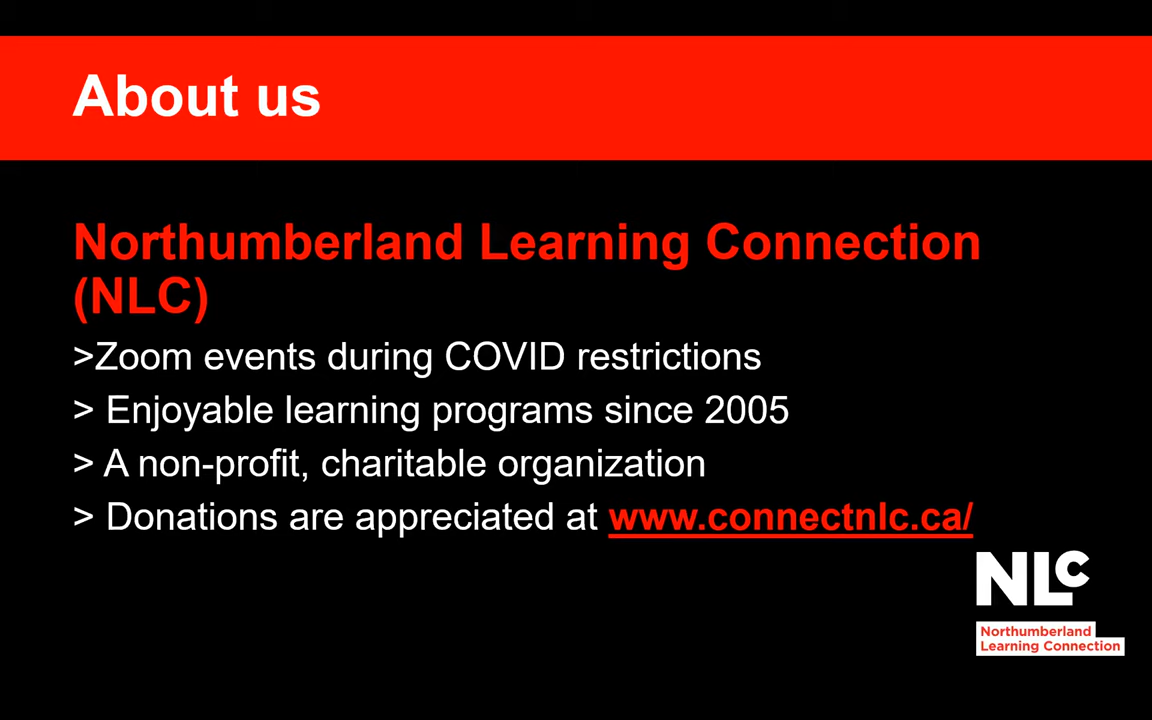 About us
Northumberland Learning Connection
(NLC)
>Zoom events during COVID restrictions
> Enjoyable learning programs since 2005
> A non-profit, charitable organization
> Donations are appreciated at www.connectnlc.ca/
NLC
Northumberland
Learning Connection